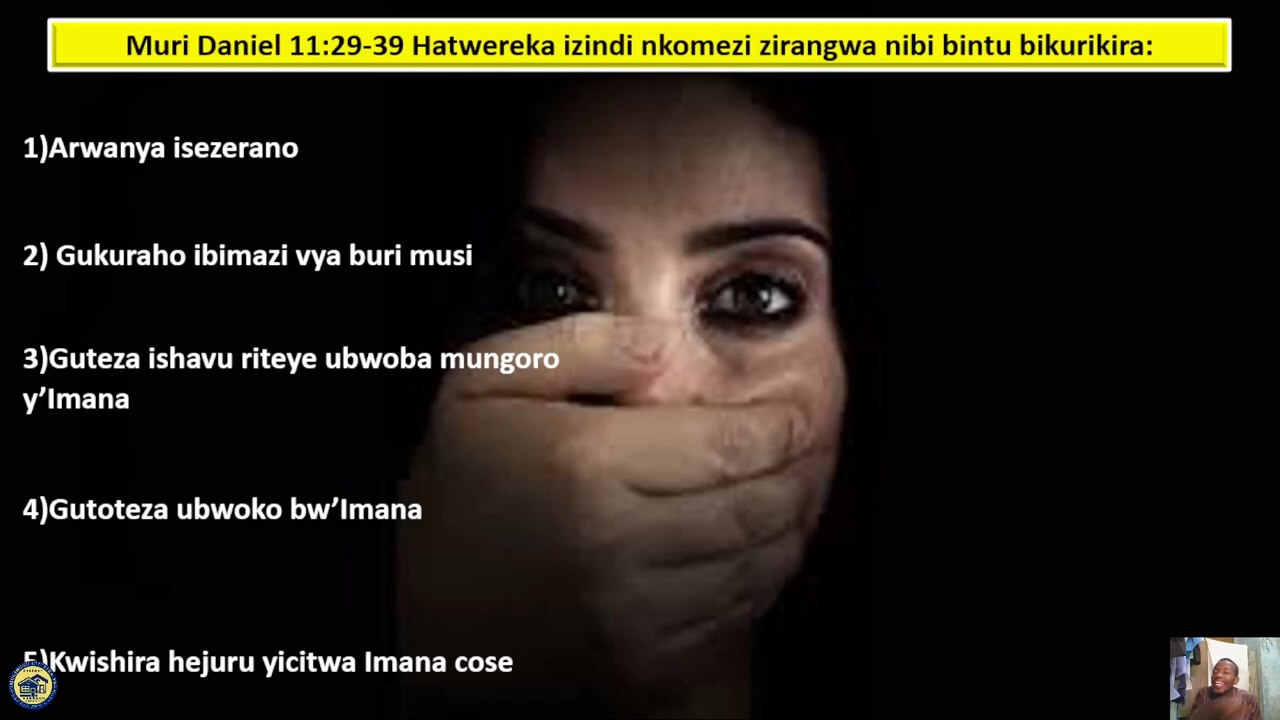 Muri Daniel 11:29-39 Hatwereka izindi nkomezi zirangwa nibi bintu bikurikira:
1)Arwanya isezerano
2) Gukuraho ibimazi vya buri musi
3)Guteza ishavu riteye ubwoba mungoro
y’Imana
4)Gutoteza ubwoko bw’Imana
5)Kwishira hejuru yicitwa Imana cose